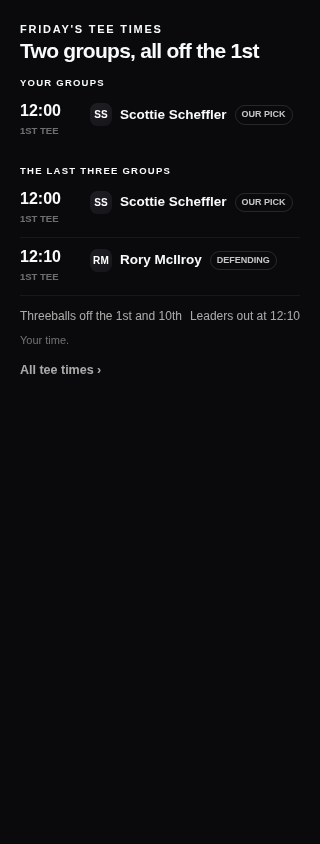 FRIDAY'S TEE TIMES
Two groups, all off the 1st
YOUR GROUPS
12:00 SS Scottie Scheffler OUR PICK
1ST TEE
THE LAST THREE GROUPS
12:00 SS Scottie Scheffler OUR PICK
1ST TEE
12:10 RM Rory McIlroy DEFENDING
1ST TEE
Threeballs off the 1st and 10th Leaders out at 12:10
Your time.
All tee times ›